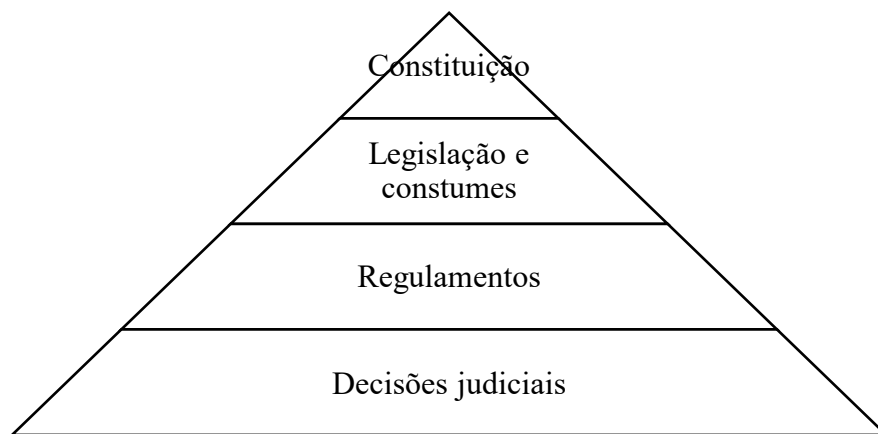 Constituição
Legislação e
constumes
Regulamentos
Decisões judiciais